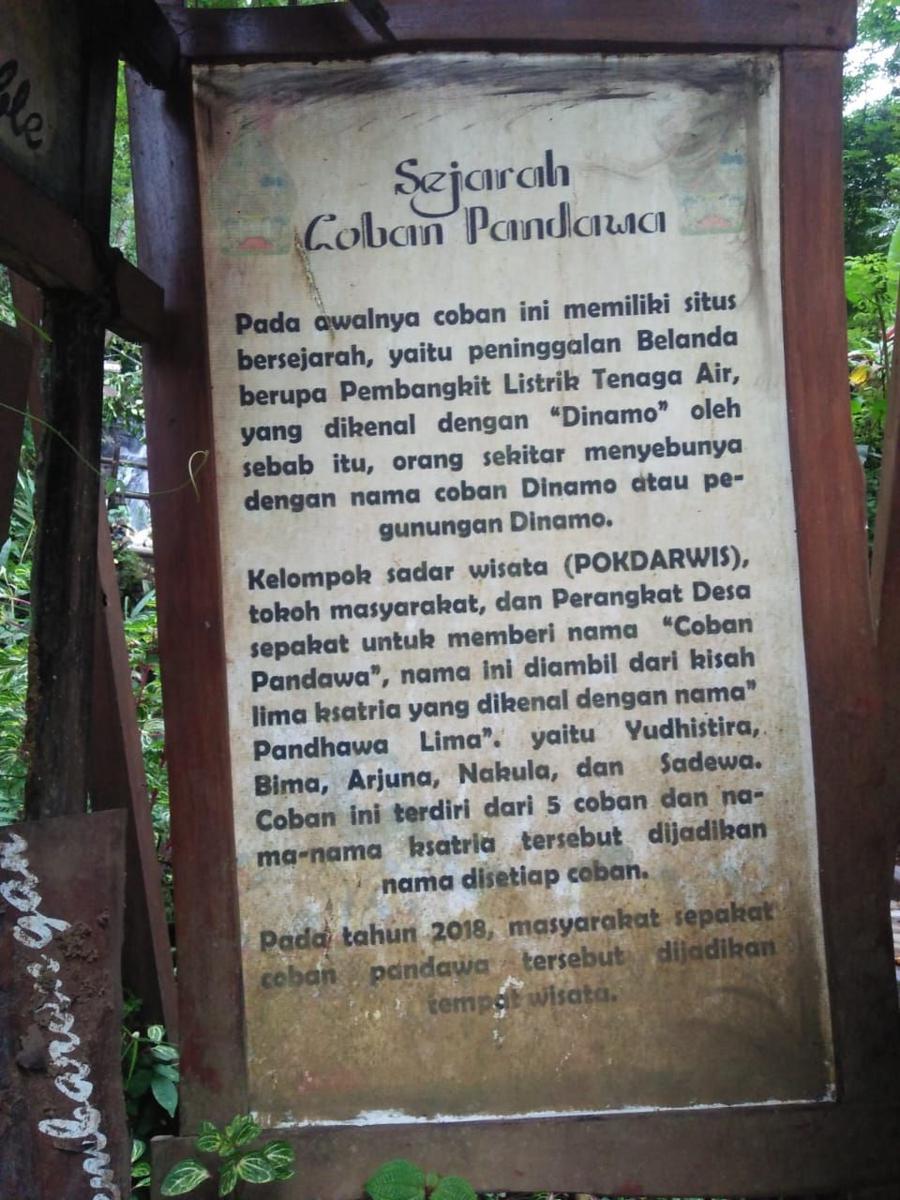 ble
Sejarah
Coban Pandawa
Pada awalnya coban ini memiliki situs
bersejarah, yaitu peninggalan Belanda
berupa Pembangkit Listrik Tenaga Air,
yang dikenal dengan “Dinamo” oleh
sebab itu, orang sekitar menyebunya
dengan nama coban Dinamo atau pe-
gunungan Dinamo.
Kelompok sadar wisata (POKDARWIS),
tokoh masyarakat, dan Perangkat Desa
sepakat untuk memberi nama “Coban
Pandawa”, nama ini diambil dari kisah
lima ksatria yang dikenal dengan nama”
Pandhawa Lima”. yaitu Yudhistira,
Bima, Arjuna, Nakula, dan Sadewa.
Coban ini terdiri dari 5 coban dan na-
ma-nama ksatria tersebut dijadikan
nama disetiap coban.
Pada tahun 2018, masyarakat sepakat
coban pandawa tersebut dijadikan
tempat wisata.